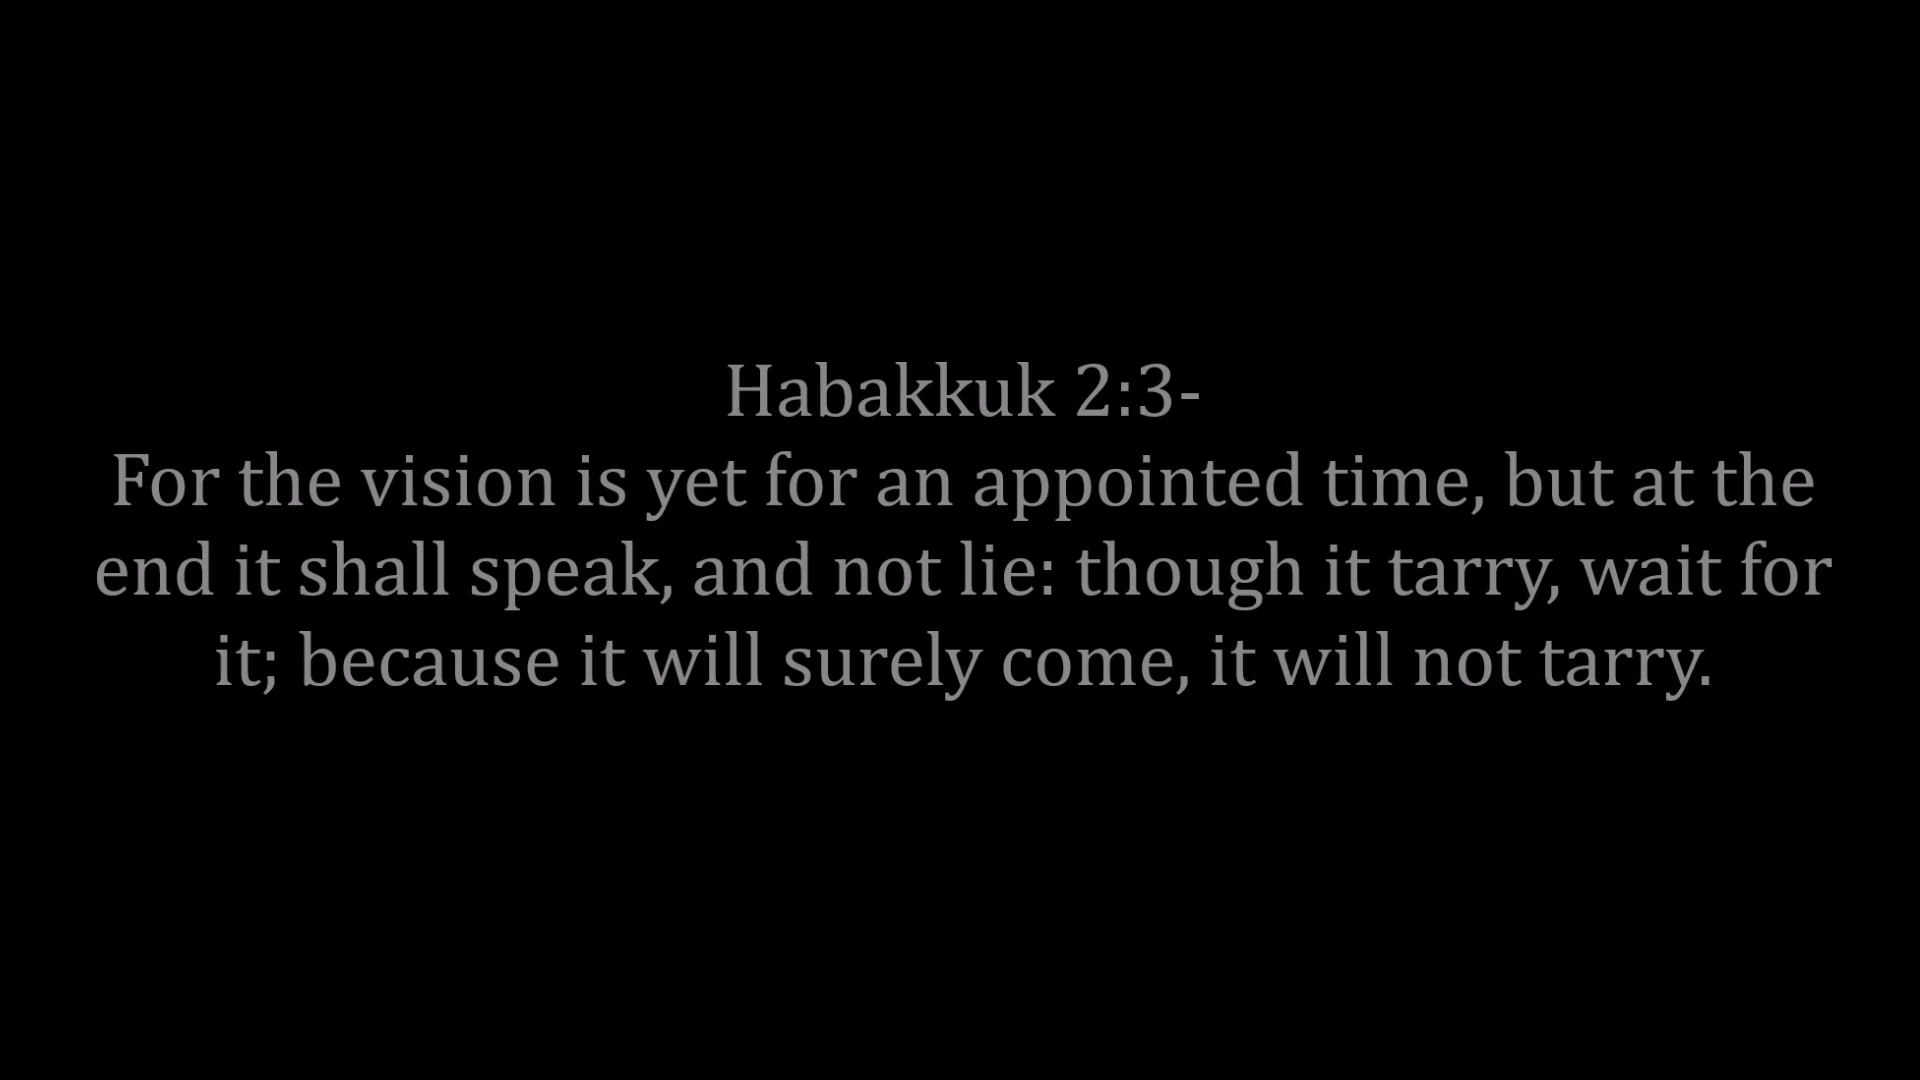 Habakkuk 2:3-
For the vision is yet for an appointed time, but at the
end it shall speak, and not lie: though it tarry, wait for
it; because it will surely come, it will not tarry.